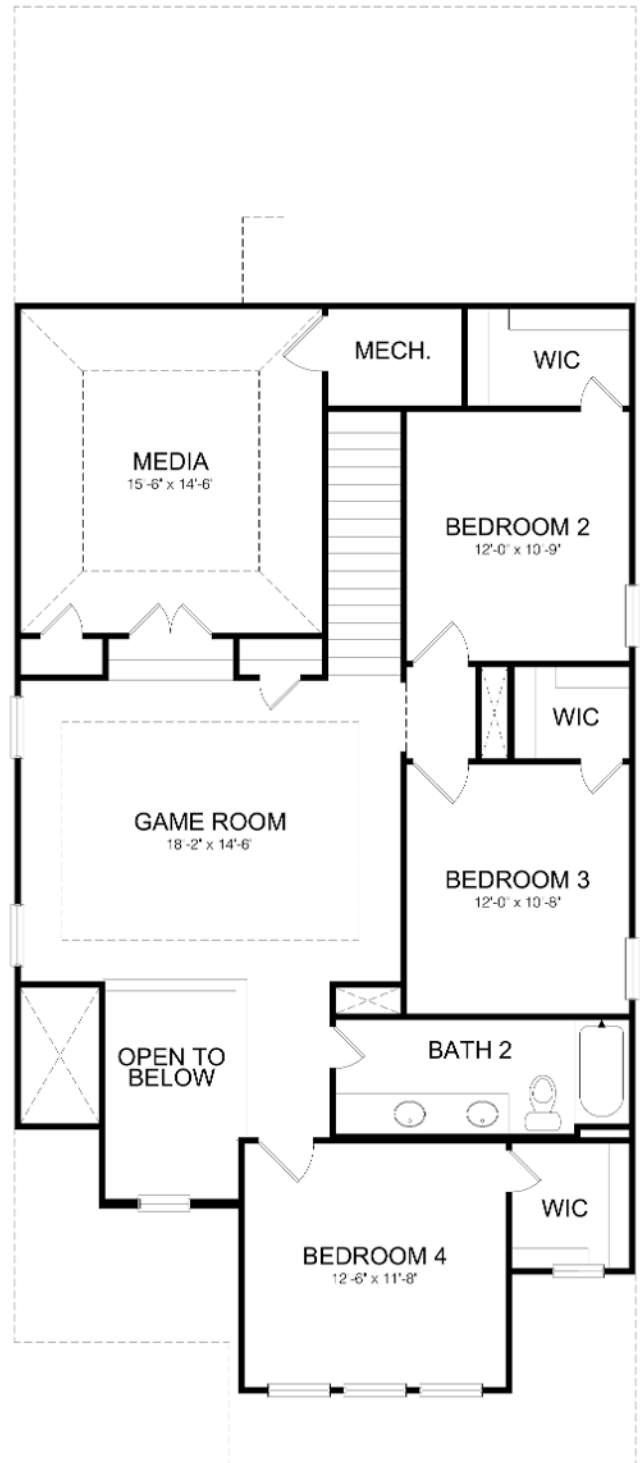 MECH.
WIC
MEDIA
15'-6" x 14'-6"
BEDROOM 2
12'-0" x 10'-9"
WIC
GAME ROOM
18'-2" x 14'-6"
BEDROOM 3
12'-0" x 10'-8"
OPEN TO
BELOW
BATH 2
WIC
BEDROOM 4
12'-6" x 11'-8"